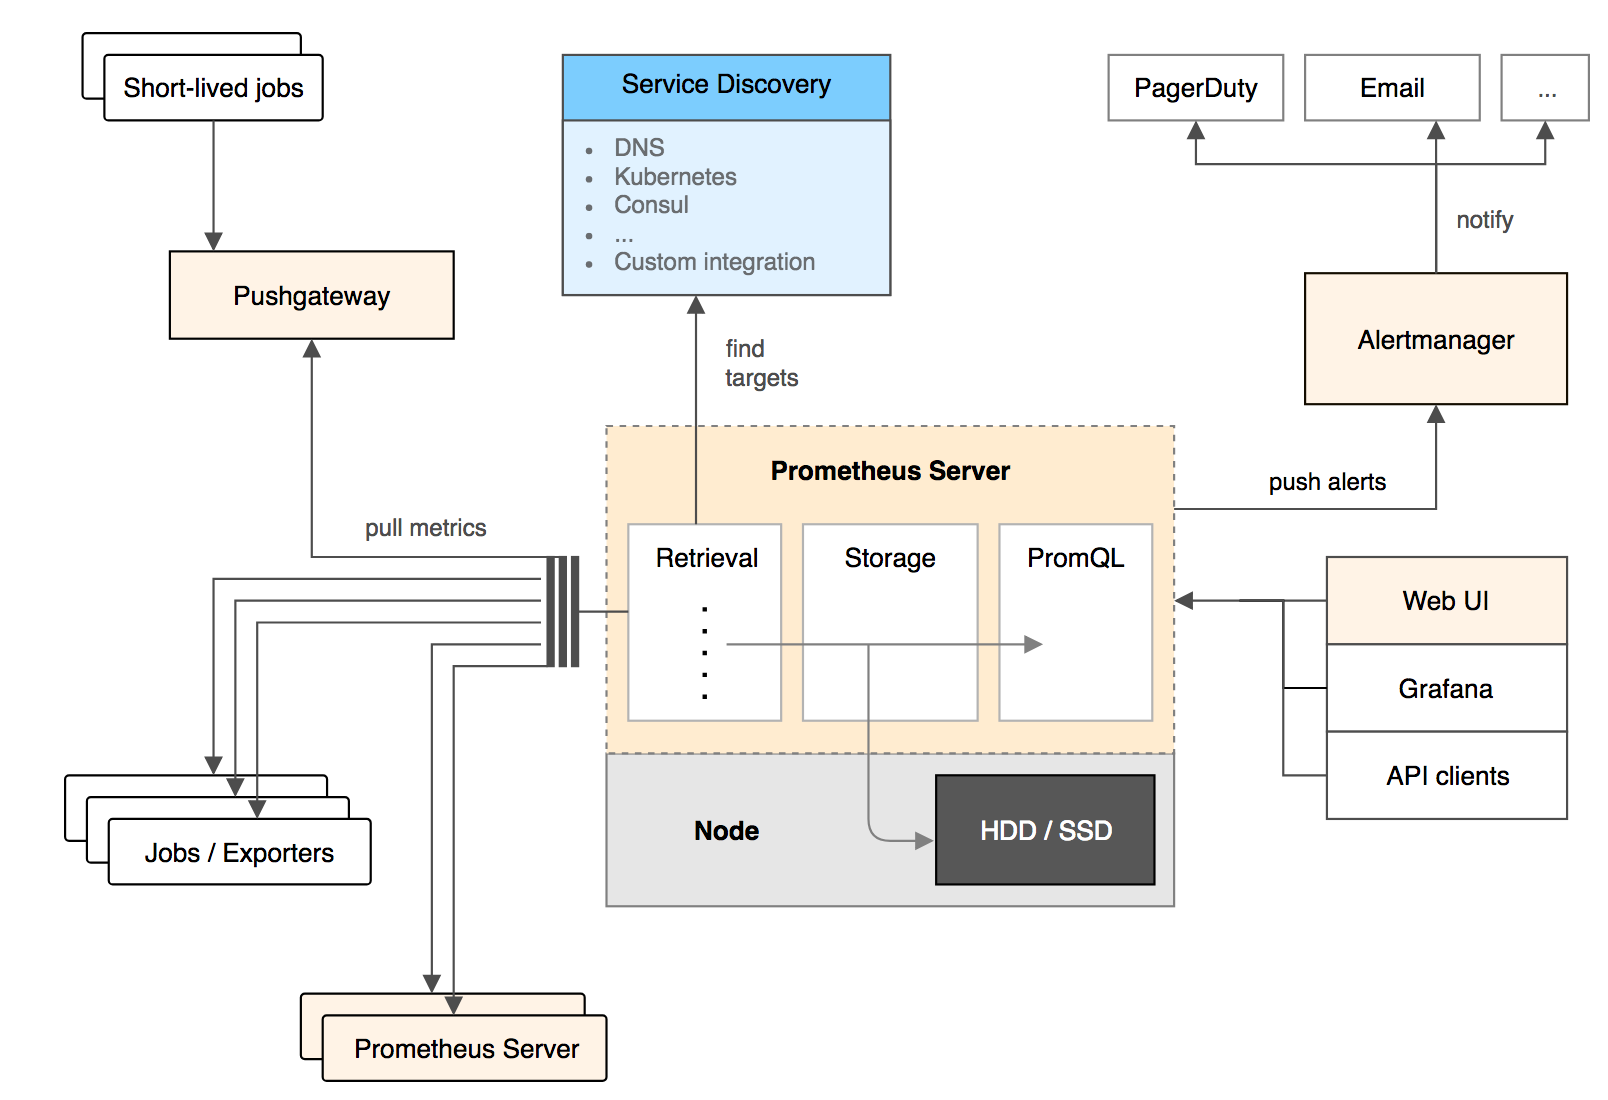 Short-lived jobs
Service Discovery
• DNS
• Kubernetes
• Consul
• ...
• Custom integration
PagerDuty
Email
...
notify
Pushgateway
Alertmanager
find
targets
Prometheus Server
push alerts
pull metrics
Retrieval
Storage
PromQL
Web UI
Grafana
API clients
Node
HDD / SSD
Jobs / Exporters
Prometheus Server